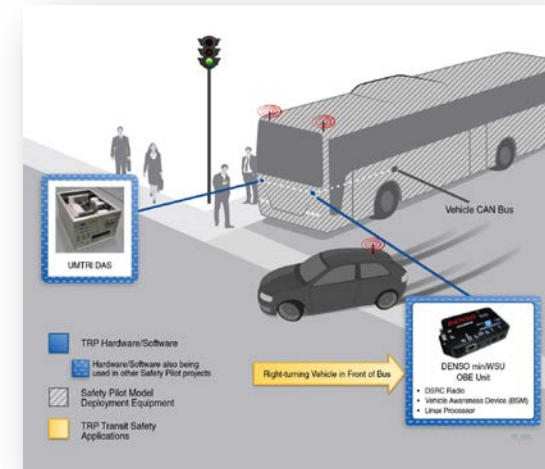 Vehicle CAN Bus
UMTRI DAS
DENSO
DENSO mini/WSU
OBE Unit
• DSRC Radio
• Vehicle Awareness Device (BSM)
• Linux Processor
Right-turning Vehicle in Front of Bus
TRP Hardware/Software
Hardware/Software also being
used in other Safety Pilot projects
Safety Pilot Model
Deployment Equipment
TRP Transit Safety
Applications